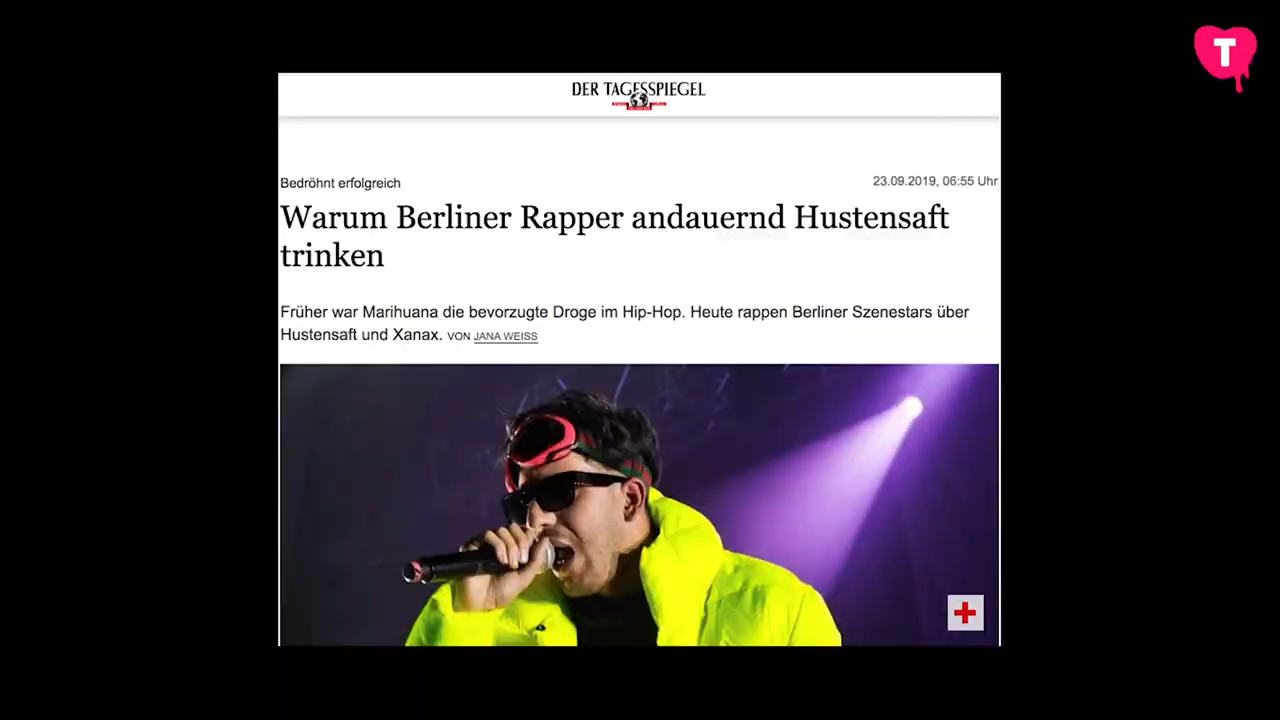 T
DER TAGESSPIEGEL
Bedröhnt erfolgreich
23.09.2019, 06:55 Uhr
Warum Berliner Rapper andauernd Hustensaft
trinken
Früher war Marihuana die bevorzugte Droge im Hip-Hop. Heute rappen Berliner Szenestars über
Hustensaft und Xanax. VON JANA WEISS